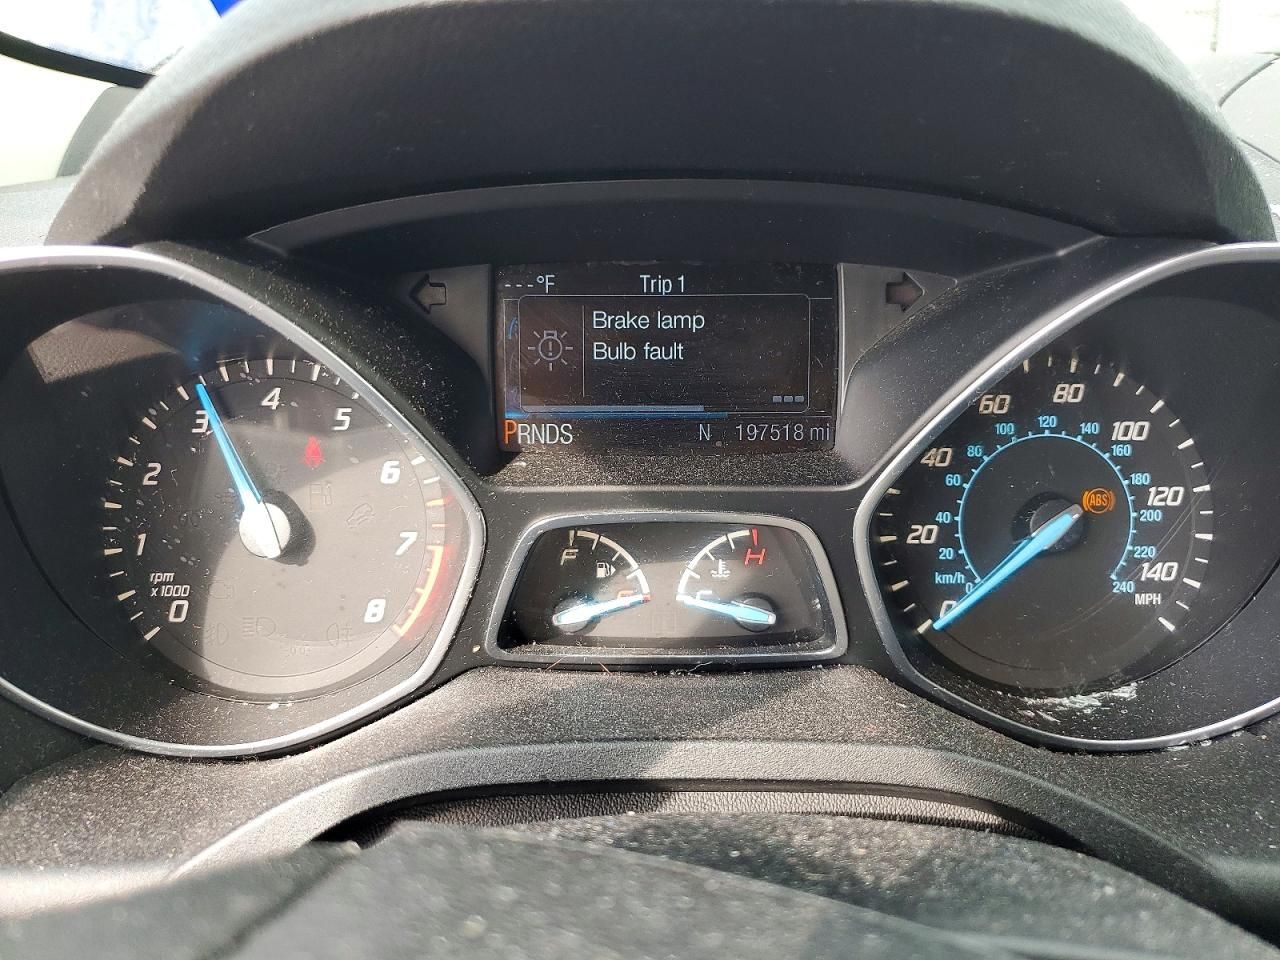 ---°F Trip 1
Brake lamp
Bulb fault
PRNDS N 197518 mi
0 1 2 3 4 5 6 7 8
rpm
x1000
F
H
C
0 20 40 60 80 100 120 140
MPH
0 20 40 60 80 100 120 140 160 180 200 220 240
km/h
ABS